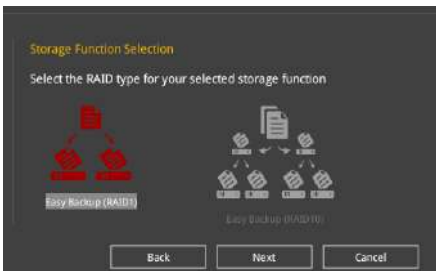 Storage Function Selection
Select the RAID type for your selected storage function
Easy Backup (RAID1)
Easy Backup (RAID10)
Back
Next
Cancel